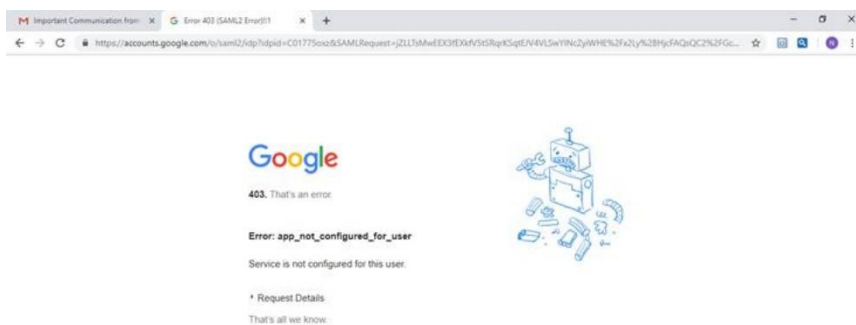 Important Communication from
Error 403 (SAML2 Error)!!1
https://accounts.google.com/o/saml2/idp?idpid=C01775oxz&SAMLRequest=
N
Google
403. That's an error.
Error: app_not_configured_for_user
Service is not configured for this user.
Request Details
That's all we know.